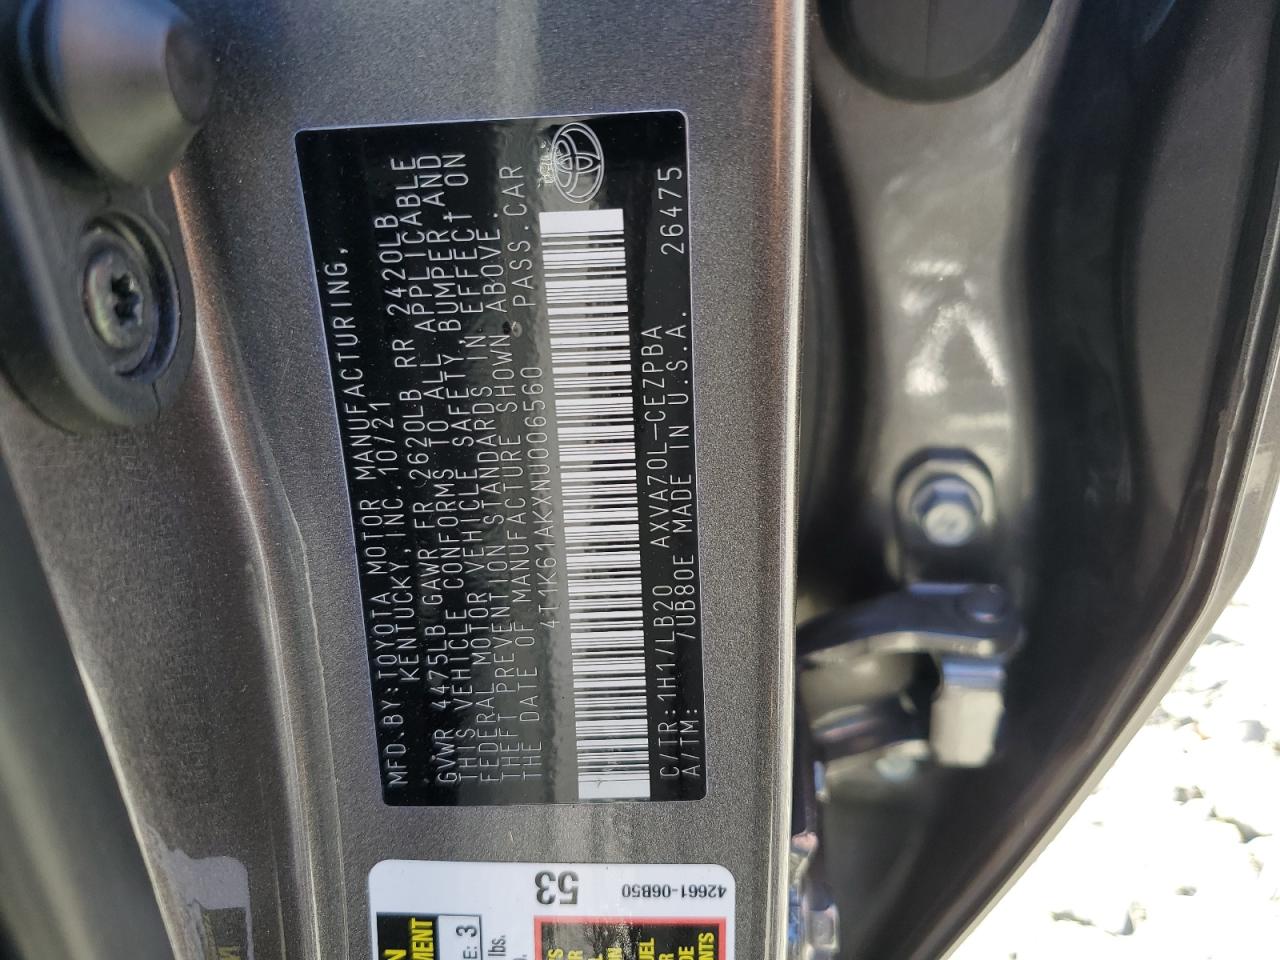 MFD.BY:TOYOTA MOTOR MANUFACTURING,
KENTUCKY,INC. 10/21
GVWR 4475LB GAWR FR 2620LB RR 2420LB
THIS VEHICLE CONFORMS TO ALL APPLICABLE
FEDERAL MOTOR VEHICLE SAFETY,BUMPER,AND
THEFT PREVENTION STANDARDS IN EFFECT ON
THE DATE OF MANUFACTURE SHOWN ABOVE.
4T1K61AKXNU006560 PASS.CAR
C/TR:1H1/LB20 AXVA70L-CEZPBA
A/TM: 7UB80E MADE IN U.S.A. 26475
53
42661-06B50
E: 3
lbs.